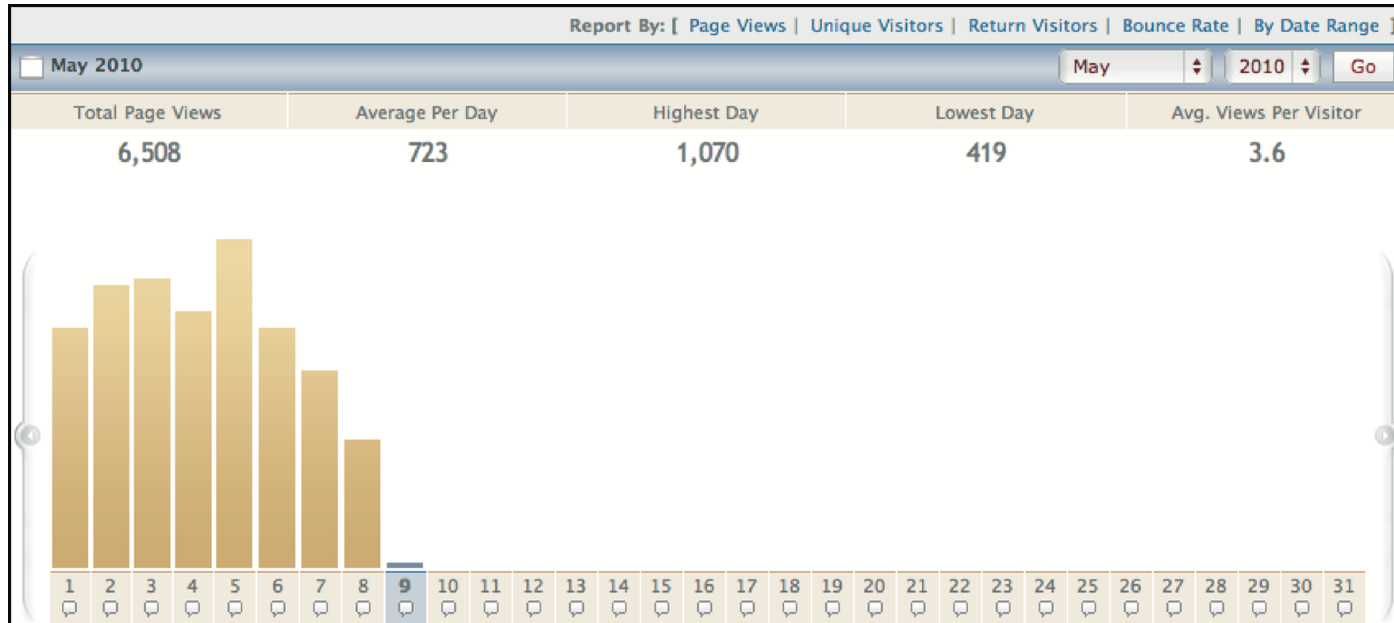 Report By: [ Page Views | Unique Visitors | Return Visitors | Bounce Rate | By Date Range ]
May 2010 May 2010 Go
Total Page Views Average Per Day Highest Day Lowest Day Avg. Views Per Visitor
6,508 723 1,070 419 3.6
1 2 3 4 5 6 7 8 9 10 11 12 13 14 15 16 17 18 19 20 21 22 23 24 25 26 27 28 29 30 31